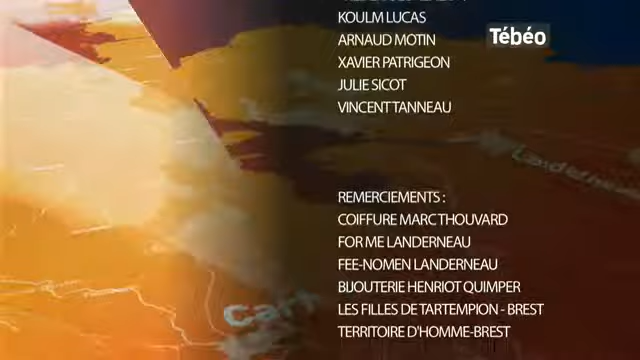 KOULM LUCAS
ARNAUD MOTIN
Tébéo
XAVIER PATRIGEON
JULIE SICOT
VINCENT TANNEAU
REMERCIEMENTS :
COIFFURE MARC THOUVARD
FOR ME LANDERNEAU
FEE-NOMEN LANDERNEAU
BIJOUTERIE HENRIOT QUIMPER
LES FILLES DE TARTEMPION - BREST
TERRITOIRE D'HOMME-BREST